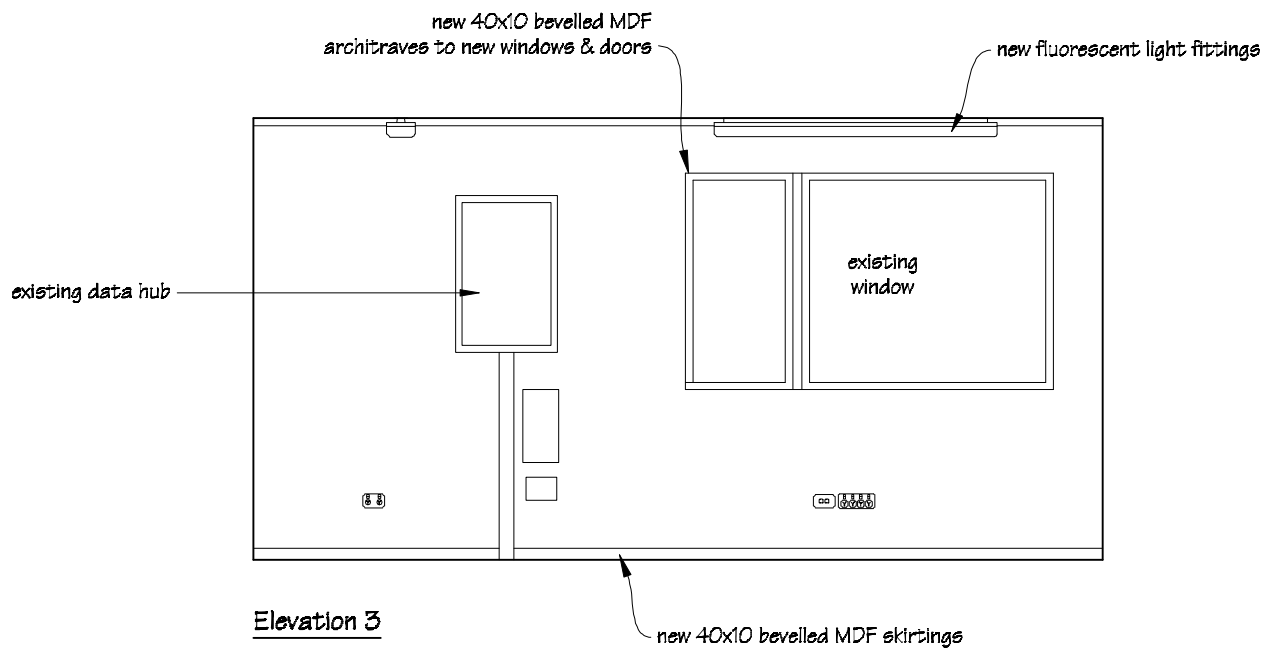 new 40x10 bevelled MDF
architraves to new windows & doors
new fluorescent light fittings
existing
window
existing data hub
Elevation 3
new 40x10 bevelled MDF skirtings